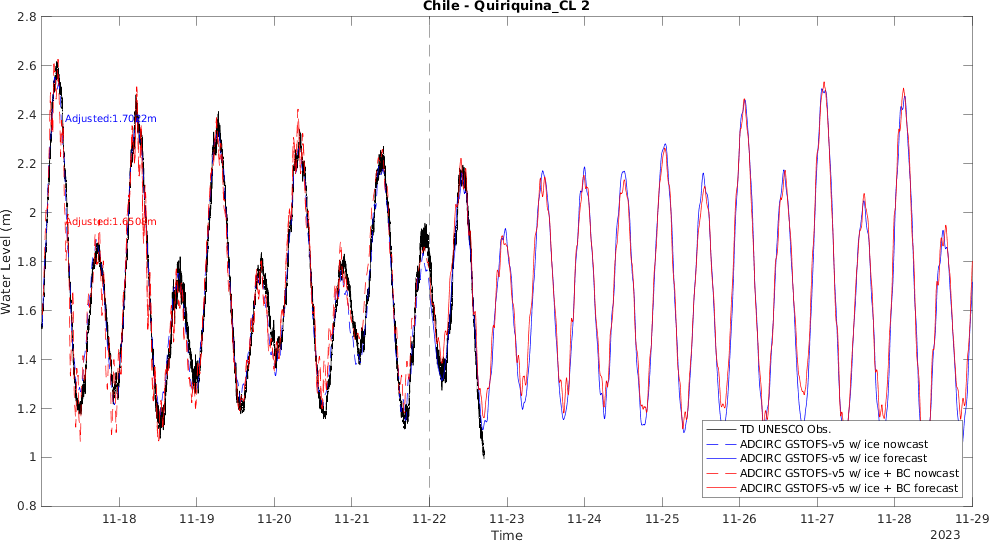 Chile - Quiriquina_CL 2
2.8
2.6
2.4
2.2
2
1.8
1.6
1.4
1.2
1
0.8
Water Level (m)
Adjusted:1.7022m
TD UNESCO Obs.
ADCIRC GSTOFS-v5 w/ ice nowcast
ADCIRC GSTOFS-v5 w/ ice forecast
ADCIRC GSTOFS-v5 w/ ice + BC nowcast
ADCIRC GSTOFS-v5 w/ ice + BC forecast
11-18
11-19
11-20
11-21
11-22
11-23
11-24
11-25
11-26
11-27
11-28
11-29
Time
2023